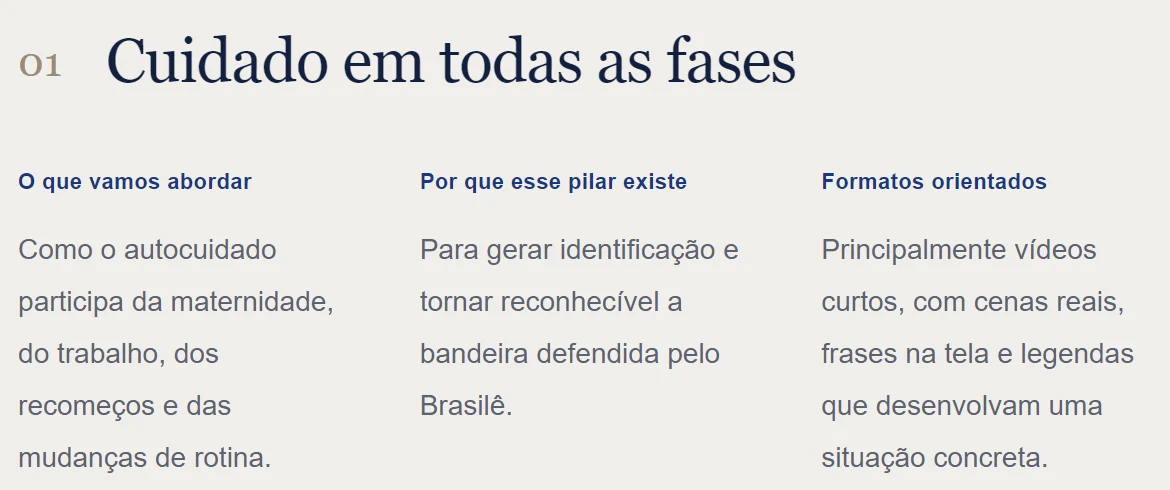 01 Cuidado em todas as fases
O que vamos abordar
Como o autocuidado
participa da maternidade,
do trabalho, dos
recomeços e das
mudanças de rotina.
Por que esse pilar existe
Para gerar identificação e
tornar reconhecível a
bandeira defendida pelo
Brasilê.
Formatos orientados
Principalmente vídeos
curtos, com cenas reais,
frases na tela e legendas
que desenvolvam uma
situação concreta.